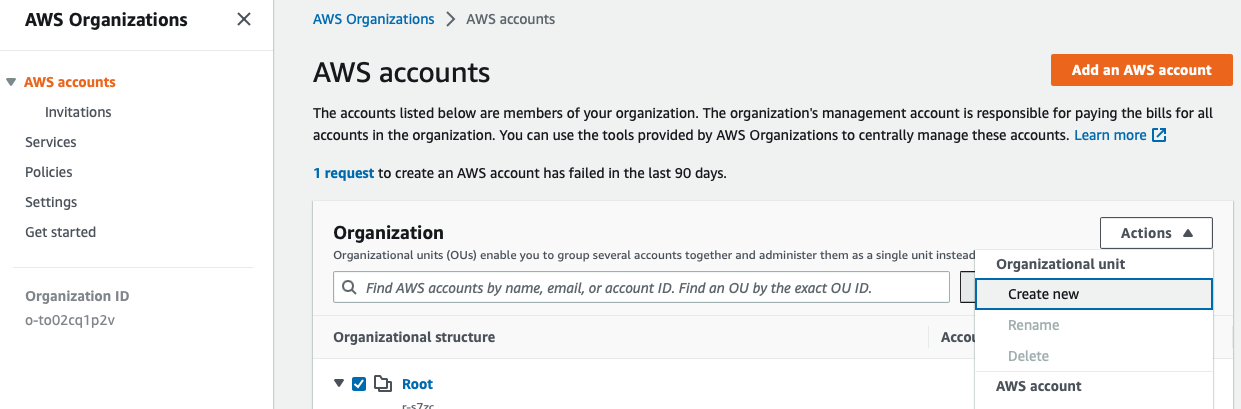 AWS Organizations
AWS accounts
Invitations
Services
Policies
Settings
Get started
Organization ID
o-to02cq1p2v
AWS Organizations > AWS accounts
AWS accounts
Add an AWS account
The accounts listed below are members of your organization. The organization's management account is responsible for paying the bills for all
accounts in the organization. You can use the tools provided by AWS Organizations to centrally manage these accounts. Learn more
1 request to create an AWS account has failed in the last 90 days.
Organization
Actions
Organizational units (OUs) enable you to group several accounts together and administer them as a single unit instead
Find AWS accounts by name, email, or account ID. Find an OU by the exact OU ID.
Organizational unit
Create new
Rename
Delete
AWS account
Organizational structure
Accou
Root
r-s7zc